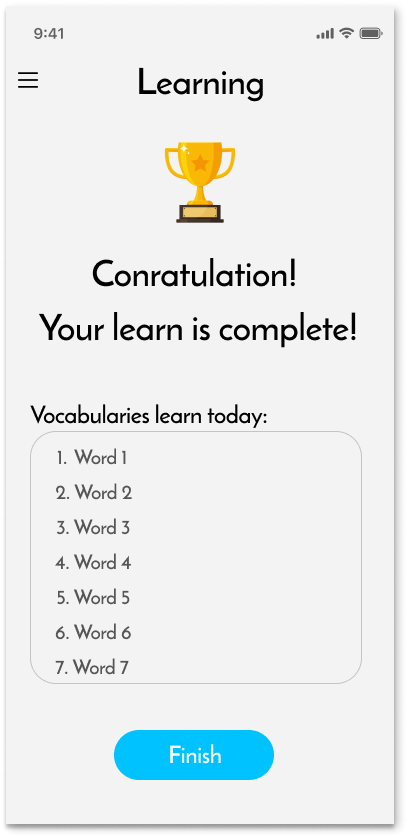 9:41
Learning
Conratulation!
Your learn is complete!
Vocabularies learn today:
1. Word 1
2. Word 2
3. Word 3
4. Word 4
5. Word 5
6. Word 6
7. Word 7
Finish